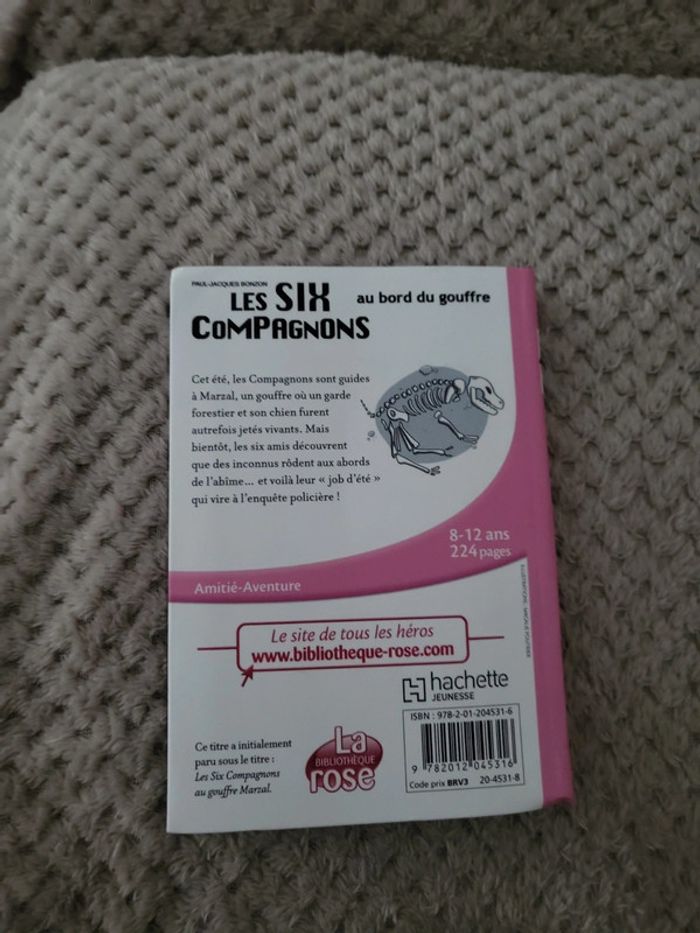 PAUL-JACQUES BONZON
LES SIX
COMPAGNONS
au bord du gouffre
Cet été, les Compagnons sont guides
à Marzal, un gouffre où un garde
forestier et son chien furent
autrefois jetés vivants. Mais
bientôt, les six amis découvrent
que des inconnus rôdent aux abords
de l'abîme... et voilà leur « job d'été »
qui vire à l'enquête policière !
8-12 ans
224 pages
Amitié-Aventure
Le site de tous les héros
www.bibliotheque-rose.com
hachette
JEUNESSE
ISBN : 978-2-01-204531-6
9 782012 045316
Code prix BRV3 20-4531-8
Ce titre a initialement
paru sous le titre :
Les Six Compagnons
au gouffre Marzal.
La
BIBLIOTHÈQUE
rose